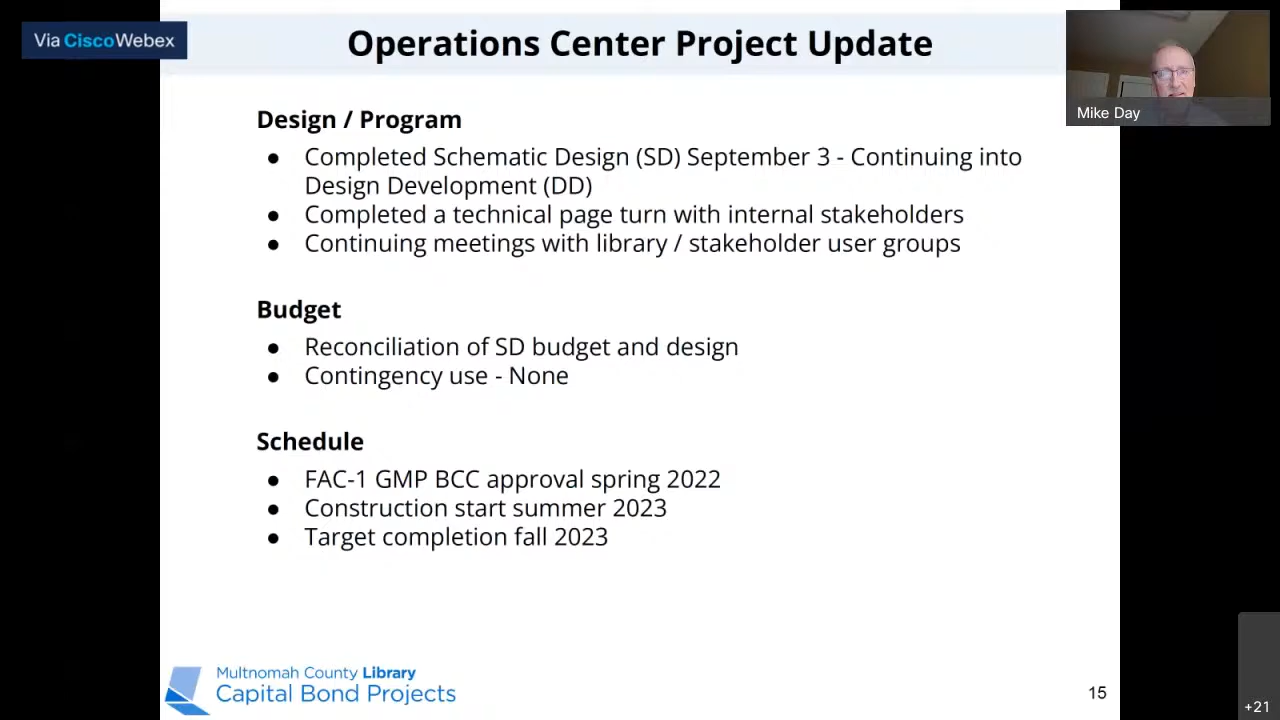 Via CiscoWebex
Operations Center Project Update
Mike Day
Design / Program
● Completed Schematic Design (SD) September 3 - Continuing into
Design Development (DD)
● Completed a technical page turn with internal stakeholders
● Continuing meetings with library / stakeholder user groups
Budget
● Reconciliation of SD budget and design
● Contingency use - None
Schedule
● FAC-1 GMP BCC approval spring 2022
● Construction start summer 2023
● Target completion fall 2023
Multnomah County Library
Capital Bond Projects
15
+21